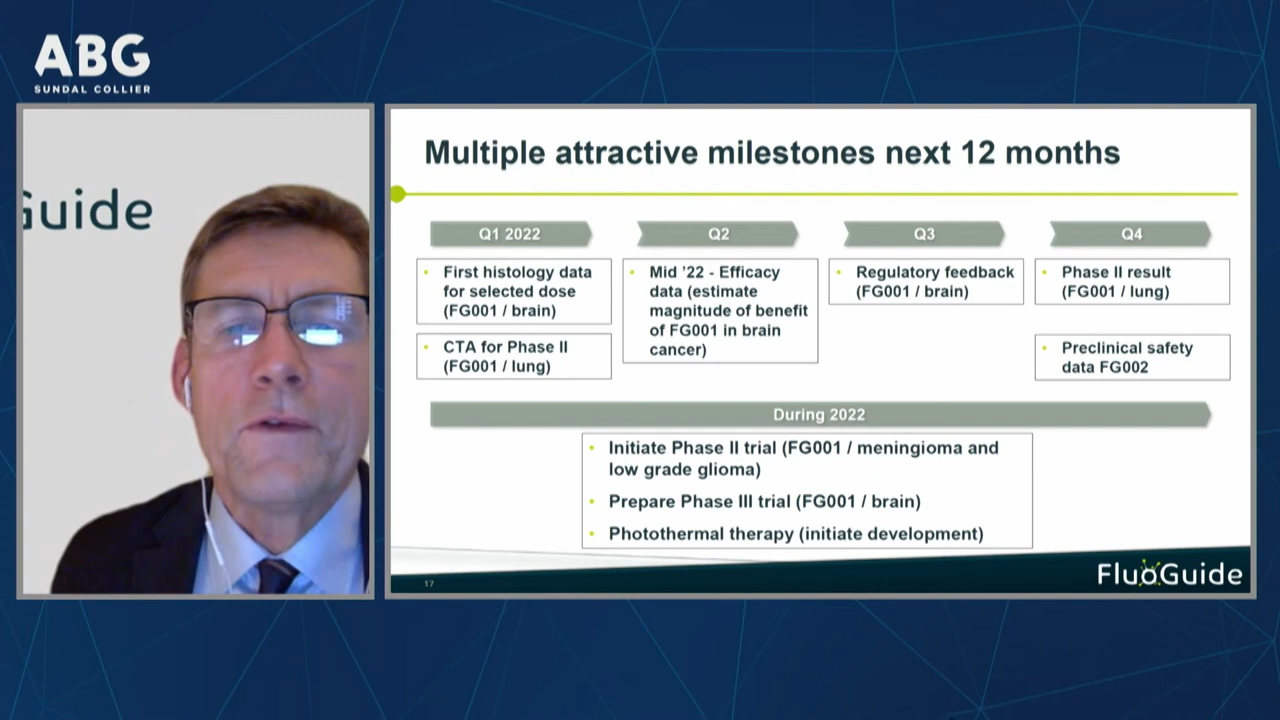 ABG
SUNDAL COLLIER
Guide
Multiple attractive milestones next 12 months
Q1 2022
Q2
Q3
Q4
• First histology data
for selected dose
(FG001 / brain)
• CTA for Phase II
(FG001 / lung)
• Mid ’22 - Efficacy
data (estimate
magnitude of benefit
of FG001 in brain
cancer)
• Regulatory feedback
(FG001 / brain)
• Phase II result
(FG001 / lung)
• Preclinical safety
data FG002
During 2022
• Initiate Phase II trial (FG001 / meningioma and
low grade glioma)
• Prepare Phase III trial (FG001 / brain)
• Photothermal therapy (initiate development)
17
FluoGuide